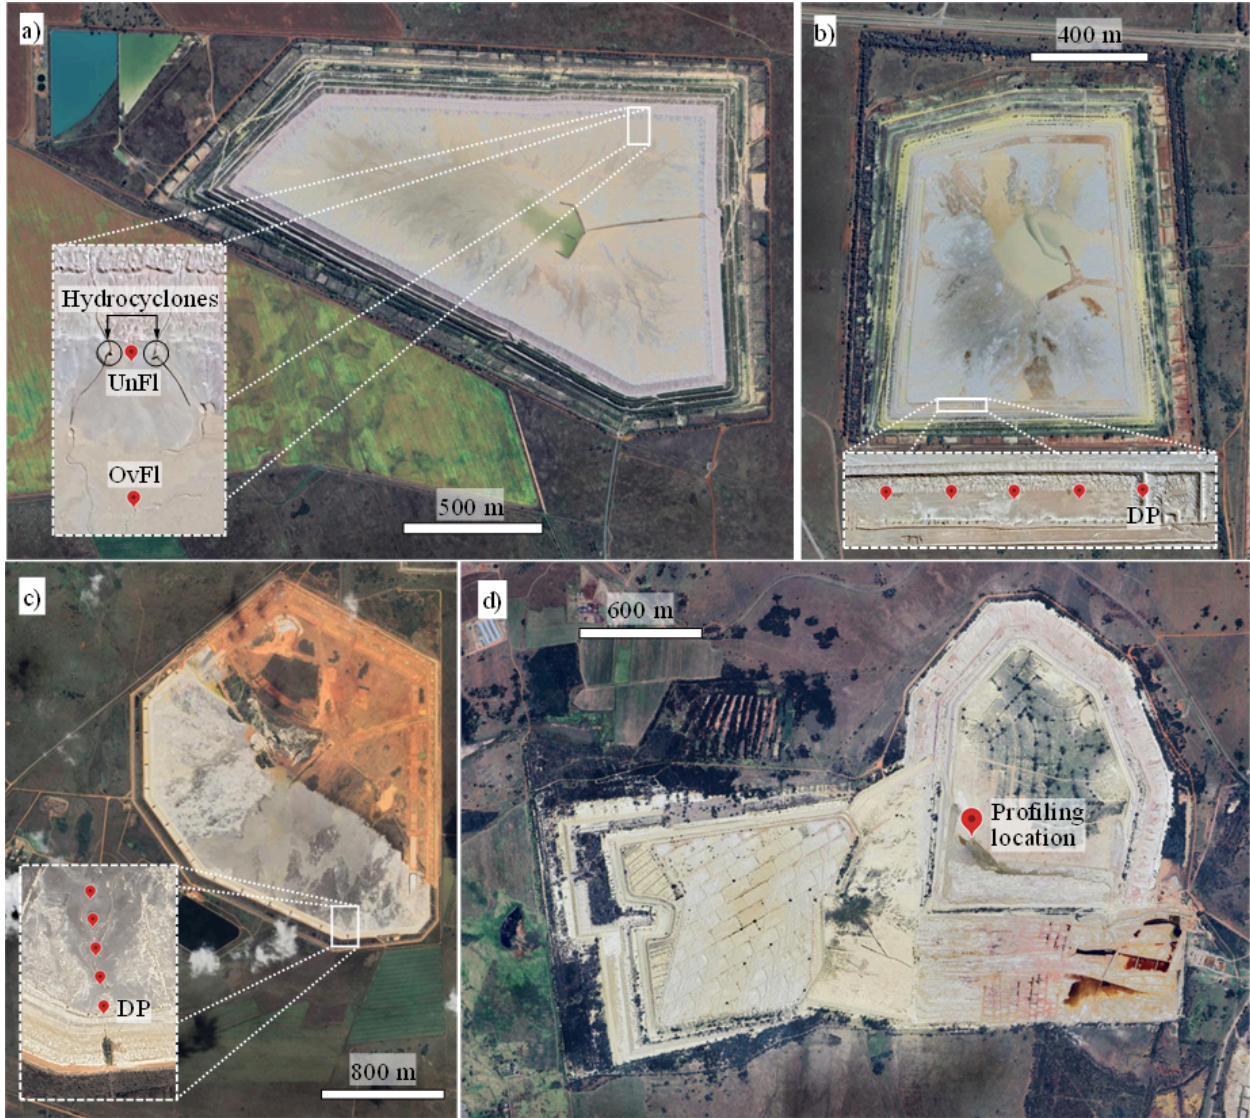 a)
Hydrocyclones
UnFl
OvFl
500 m
b)
400 m
DP
c)
DP
800 m
d)
600 m
Profiling
location